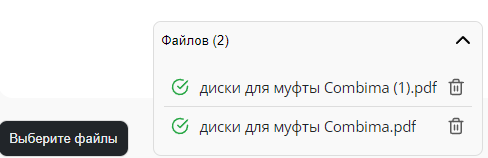 Файлов (2)
диски для муфты Combima (1).pdf
диски для муфты Combima.pdf
Выберите файлы